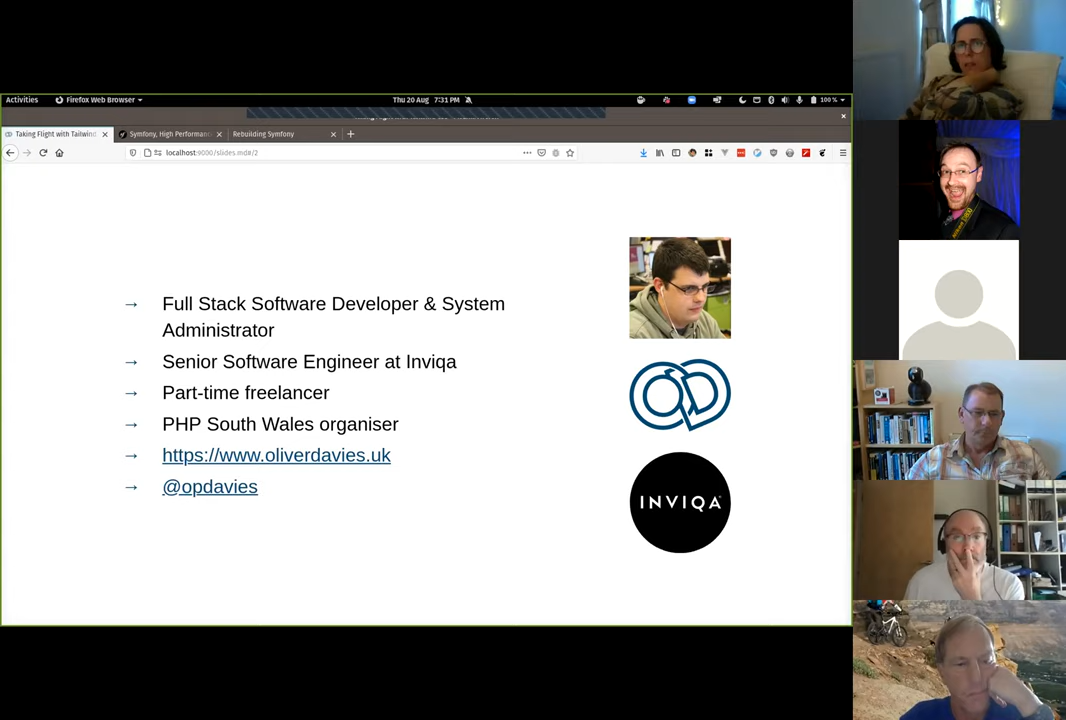 Activities
Firefox Web Browser
Thu 20 Aug 7:31 PM
100 %
Taking Flight with Tailwind
Symfony, High Performanc
Rebuilding Symfony
localhost:9000/slides.md#/2
→ Full Stack Software Developer & System
Administrator
→ Senior Software Engineer at Inviqa
→ Part-time freelancer
→ PHP South Wales organiser
→ https://www.oliverdavies.uk
→ @opdavies
INVIQA